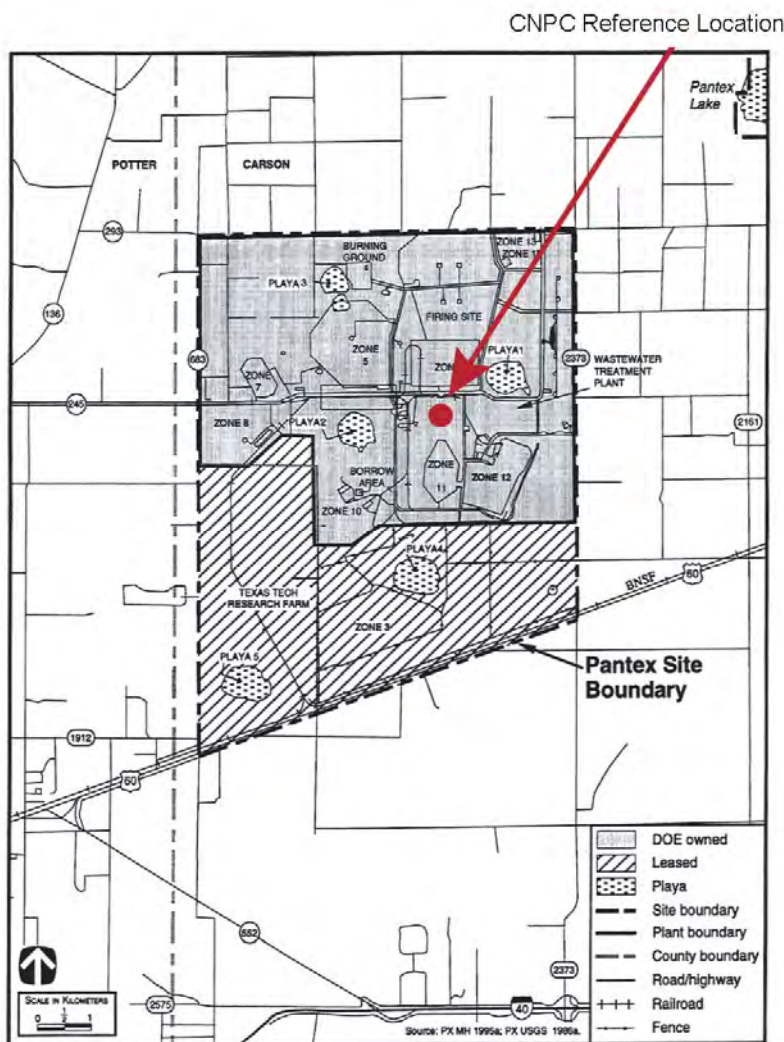 CNPC Reference Location
Pantex
Lake
POTTER
CARSON
293
BURNING
GROUND
ZONE 13
PLAYA 3
136
FIRING SITE
ZONE
5
683
PLAYA1
2373
WASTEWATER
TREATMENT
PLANT
ZONE
7
245
2161
ZONE 8
PLAYA2
ZONE
11
ZONE 12
BORROW
AREA
ZONE 10
PLAYA4
BNSF
60
TEXAS TECH
RESEARCH FARM
ZONE 3
PLAYA 5
Pantex Site
Boundary
1912
60
DOE owned
Leased
Playa
Site boundary
Plant boundary
County boundary
Road/highway
Railroad
Fence
552
2373
SCALE IN KILOMETERS
0 1/2 1
2575
40
Source: PX MH 1995a; PX USGS 1986a.